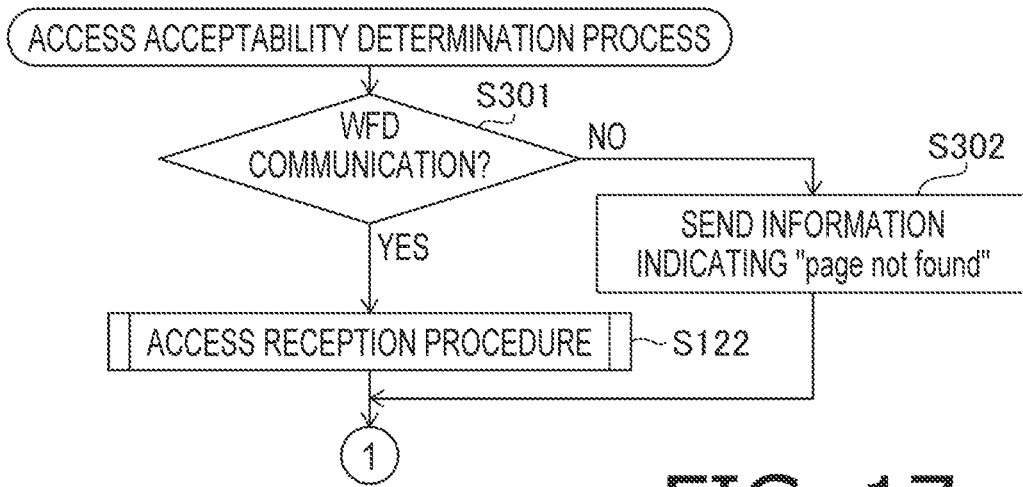 ACCESS ACCEPTABILITY DETERMINATION PROCESS
S301
WFD
COMMUNICATION?
NO
S302
SEND INFORMATION
INDICATING "page not found"
YES
ACCESS RECEPTION PROCEDURE
S122
1